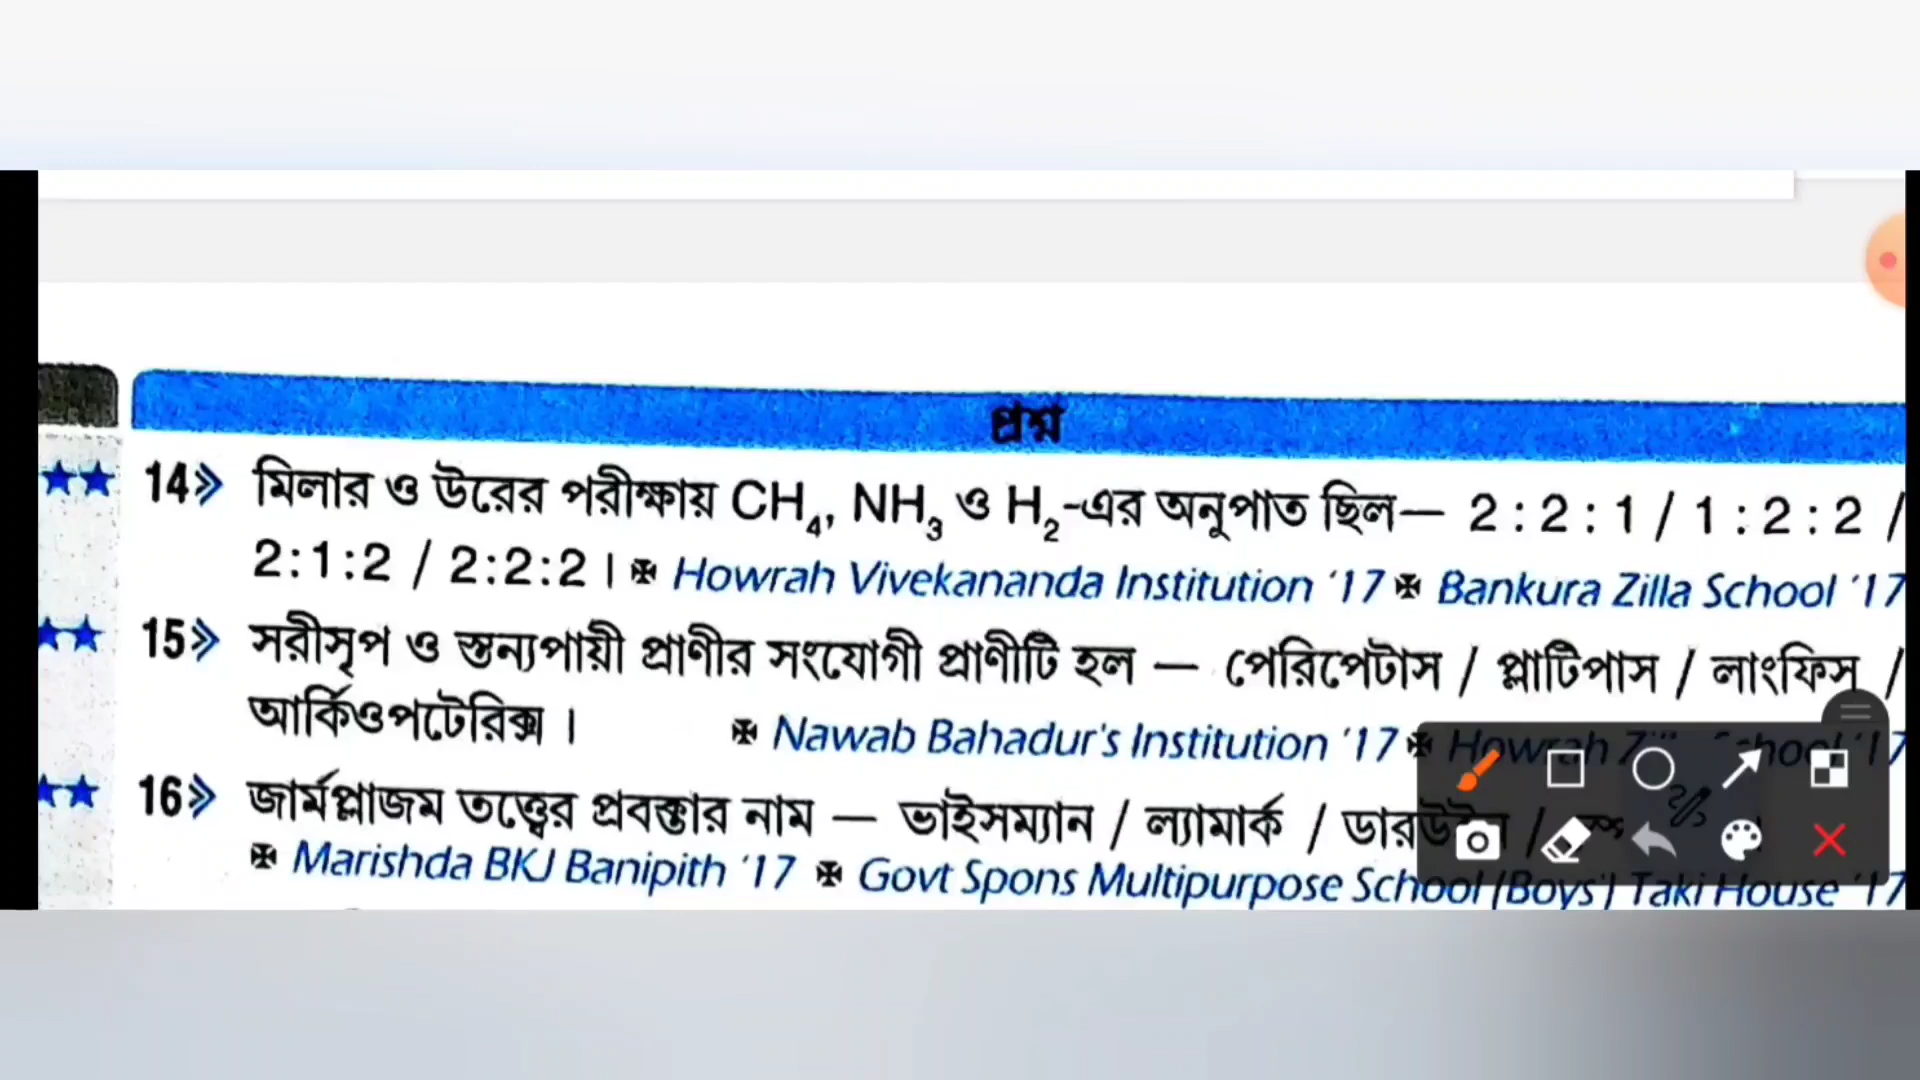 প্রশ্ন
14» মিলার ও উরের পরীক্ষায় CH₄, NH₃ ও H₂-এর অনুপাত ছিল— 2 : 2 : 1 / 1 : 2 : 2 /
2:1:2 / 2:2:2 । ✠ Howrah Vivekananda Institution '17 ✠ Bankura Zilla School '17
15» সরীসৃপ ও স্তন্যপায়ী প্রাণীর সংযোগী প্রাণীটি হল — পেরিপেটাস / প্লাটিপাস / লাংফিস /
আর্কিওপটেরিক্স । ✠ Nawab Bahadur's Institution '17 ✠ Howrah '17
16» জার্মপ্লাজম তত্ত্বের প্রবক্তার নাম — ভাইসম্যান / ল্যামার্ক / /
✠ Marishda BKJ Banipith '17 ✠ Govt Spons Multipurpose School (Boys') Taki House '17